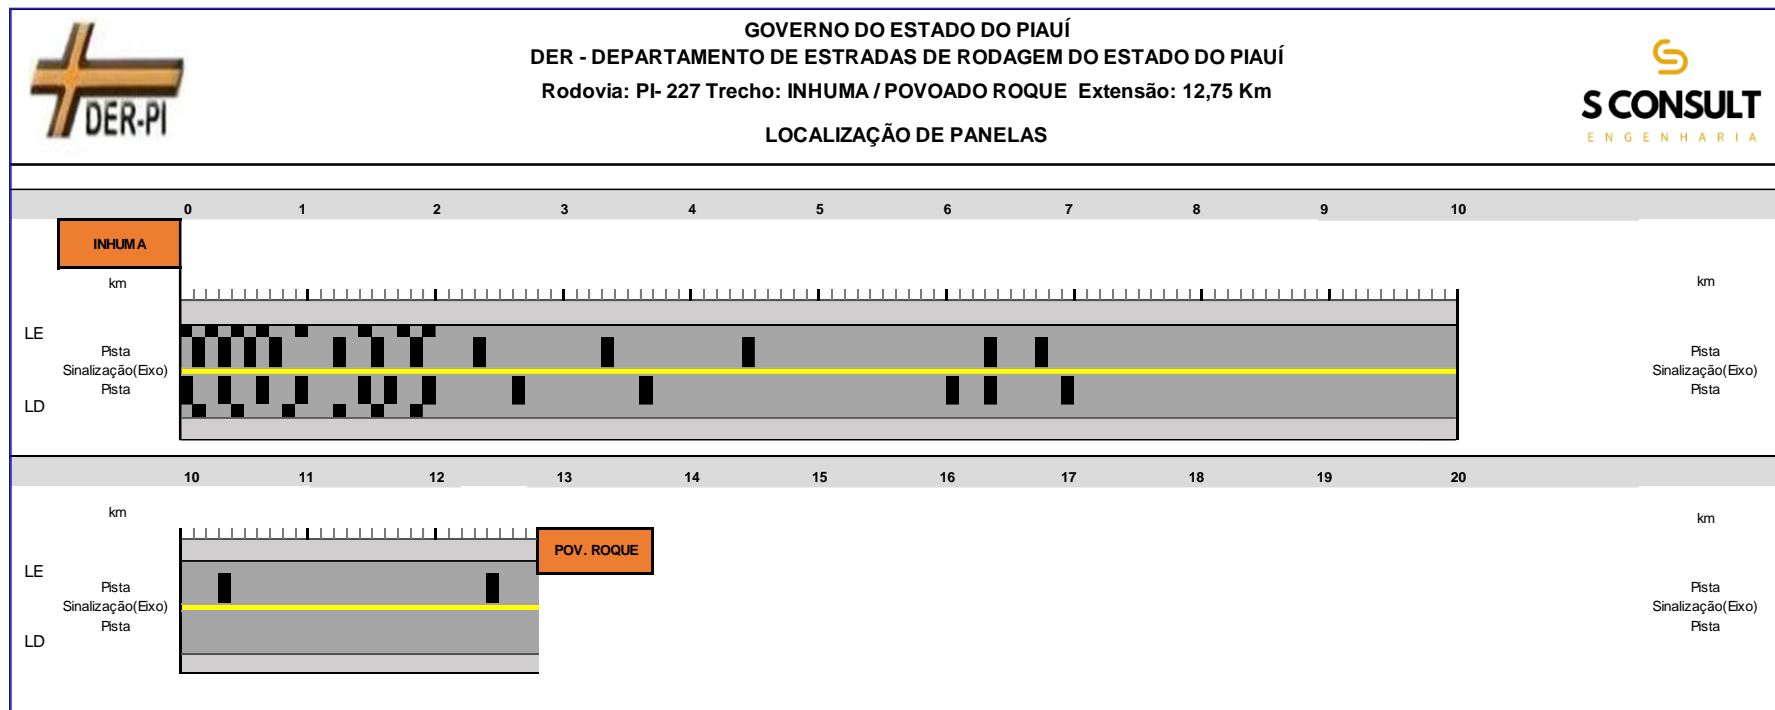 GOVERNO DO ESTADO DO PIAUÍ
DER - DEPARTAMENTO DE ESTRADAS DE RODAGEM DO ESTADO DO PIAUÍ
Rodovia: PI- 227 Trecho: INHUMA / POVOADO ROQUE Extensão: 12,75 Km
LOCALIZAÇÃO DE PANELAS
DER-PI
S CONSULT
ENGENHARIA
0 1 2 3 4 5 6 7 8 9 10
INHUMA
km km
LE
Pista Pista
Sinalização(Eixo) Sinalização(Eixo)
Pista Pista
LD
10 11 12 13 14 15 16 17 18 19 20
km km
POV. ROQUE
LE
Pista Pista
Sinalização(Eixo) Sinalização(Eixo)
Pista Pista
LD